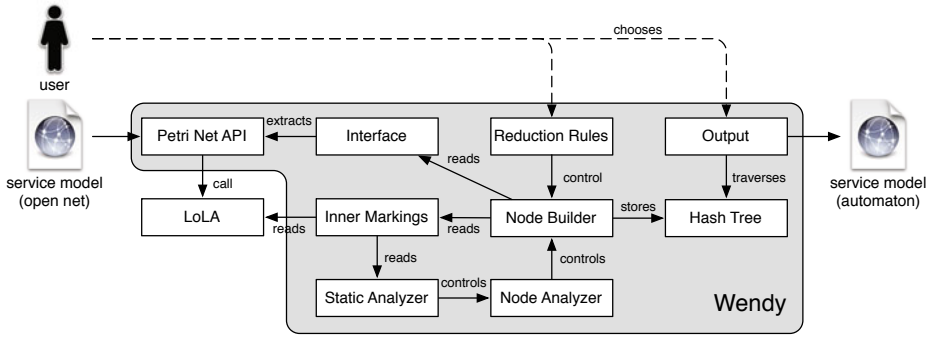 chooses
user
service model
(open net)
Petri Net API
extracts
Interface
Reduction Rules
Output
service model
(automaton)
call
reads
control
traverses
LoLA
reads
Inner Markings
reads
Node Builder
stores
Hash Tree
reads
controls
Static Analyzer
controls
Node Analyzer
Wendy